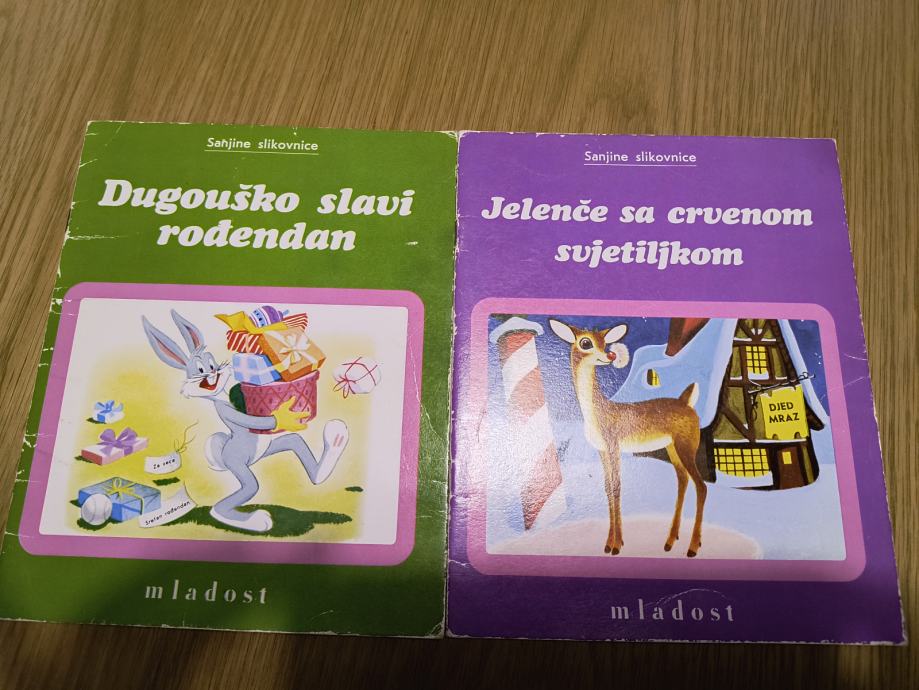 Sanjine slikovnice
Dugouško slavi
rođendan
Za zeca
Sretan rođendan
mladost
Sanjine slikovnice
Jelenče sa crvenom
svjetiljkom
DJED
MRAZ
mladost